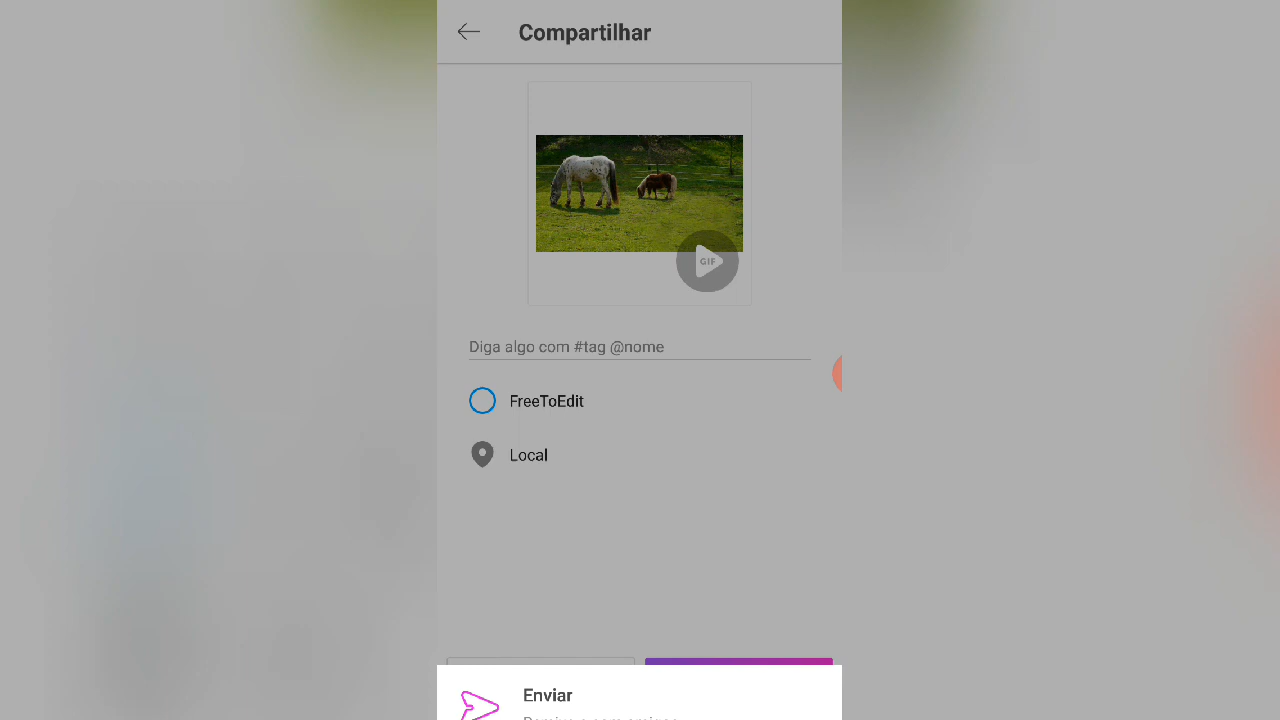 Compartilhar
GIF
Diga algo com #tag @nome
FreeToEdit
Local
Enviar